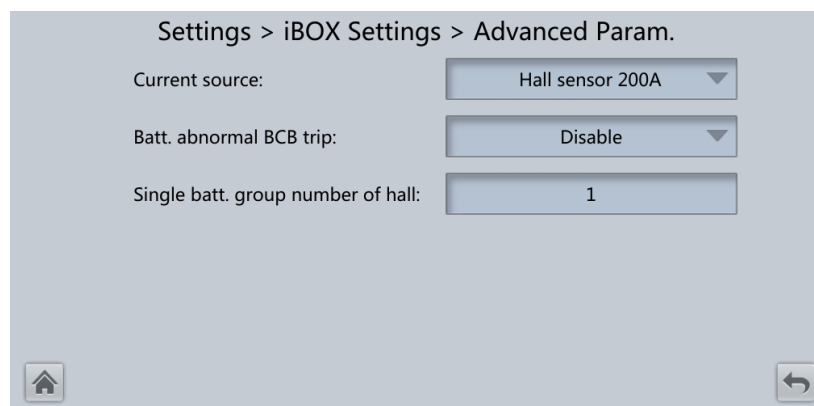 Settings > iBOX Settings > Advanced Param.
Current source: Hall sensor 200A
Batt. abnormal BCB trip: Disable
Single batt. group number of hall: 1